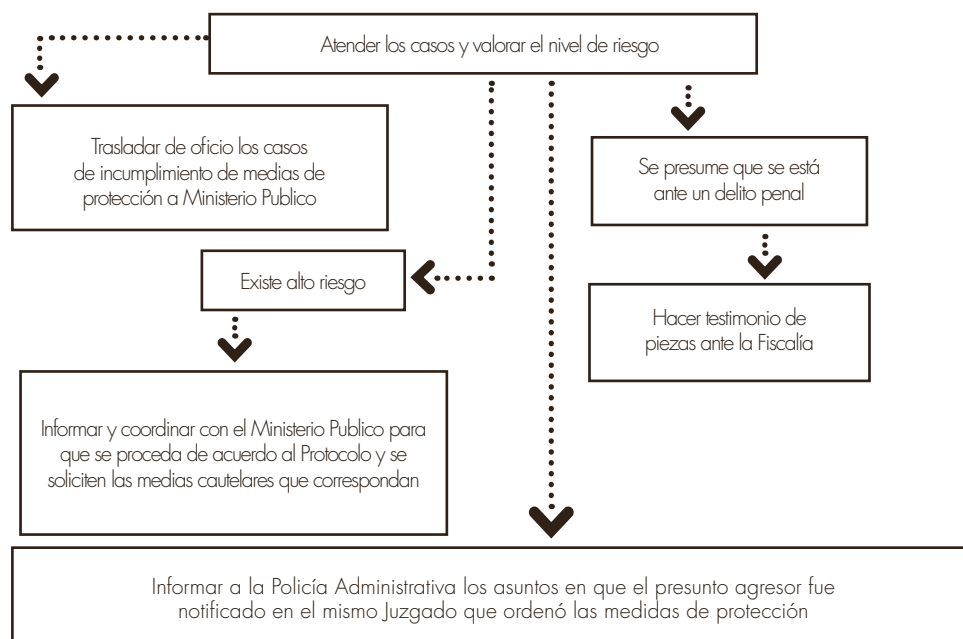 Atender los casos y valorar el nivel de riesgo
Trasladar de oficio los casos
de incumplimiento de medias de
protección a Ministerio Publico
Se presume que se está
ante un delito penal
Existe alto riesgo
Hacer testimonio de
piezas ante la Fiscalía
Informar y coordinar con el Ministerio Publico para
que se proceda de acuerdo al Protocolo y se
soliciten las medias cautelares que correspondan
Informar a la Policía Administrativa los asuntos en que el presunto agresor fue
notificado en el mismo Juzgado que ordenó las medidas de protección